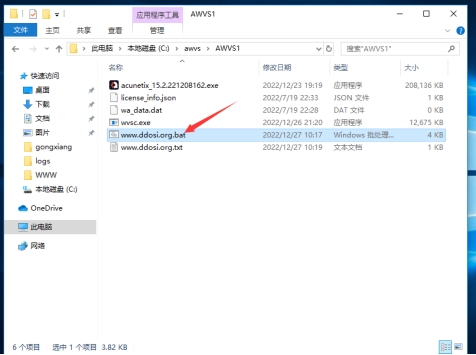 应用程序工具 AWVS1
文件 主页 共享 查看 管理
此电脑 > 本地磁盘 (C:) > awvs > AWVS1 搜索"AWVS1"
快速访问
桌面
下载
文档
图片
gongxiang
logs
WWW
本地磁盘 (C:)
OneDrive
此电脑
网络
名称 修改日期 类型 大小
acunetix_15.2.221208162.exe 2022/12/23 19:19 应用程序 208,136 KB
license_info.json 2022/7/19 22:33 JSON 文件 1 KB
wa_data.dat 2022/7/19 22:28 DAT 文件 1 KB
wvsc.exe 2022/12/26 21:20 应用程序 12,675 KB
www.ddosi.org.bat 2022/12/27 10:17 Windows 批处理... 4 KB
www.ddosi.org.txt 2022/12/27 10:19 文本文档 1 KB
6 个项目 选中 1 个项目 3.82 KB